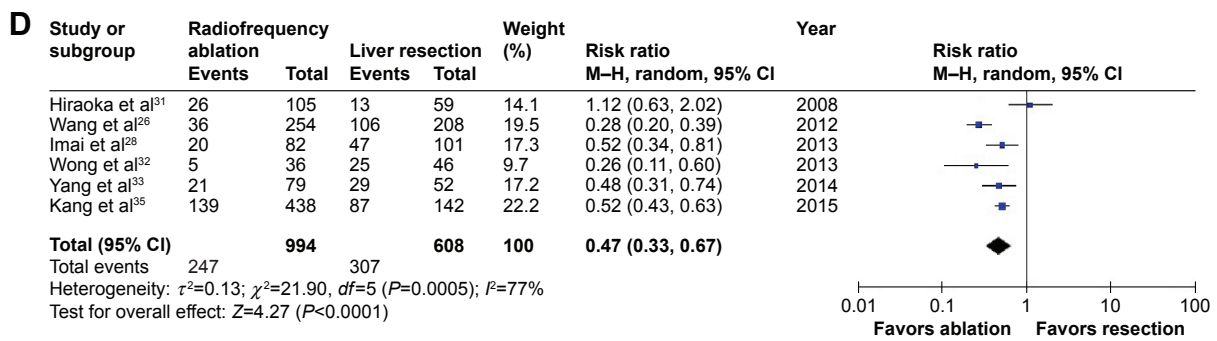 D
Study or Radiofrequency Weight Year
subgroup ablation Liver resection (%) Risk ratio Risk ratio
Events Total Events Total M–H, random, 95% CI M–H, random, 95% CI
Hiraoka et al³¹ 26 105 13 59 14.1 1.12 (0.63, 2.02) 2008
Wang et al²⁶ 36 254 106 208 19.5 0.28 (0.20, 0.39) 2012
Imai et al²⁸ 20 82 47 101 17.3 0.52 (0.34, 0.81) 2013
Wong et al³² 5 36 25 46 9.7 0.26 (0.11, 0.60) 2013
Yang et al³³ 21 79 29 52 17.2 0.48 (0.31, 0.74) 2014
Kang et al³⁵ 139 438 87 142 22.2 0.52 (0.43, 0.63) 2015
Total (95% CI) 994 608 100 0.47 (0.33, 0.67)
Total events 247 307
Heterogeneity: τ²=0.13; χ²=21.90, df=5 (P=0.0005); I²=77%
Test for overall effect: Z=4.27 (P<0.0001)
0.01 0.1 1 10 100
Favors ablation Favors resection